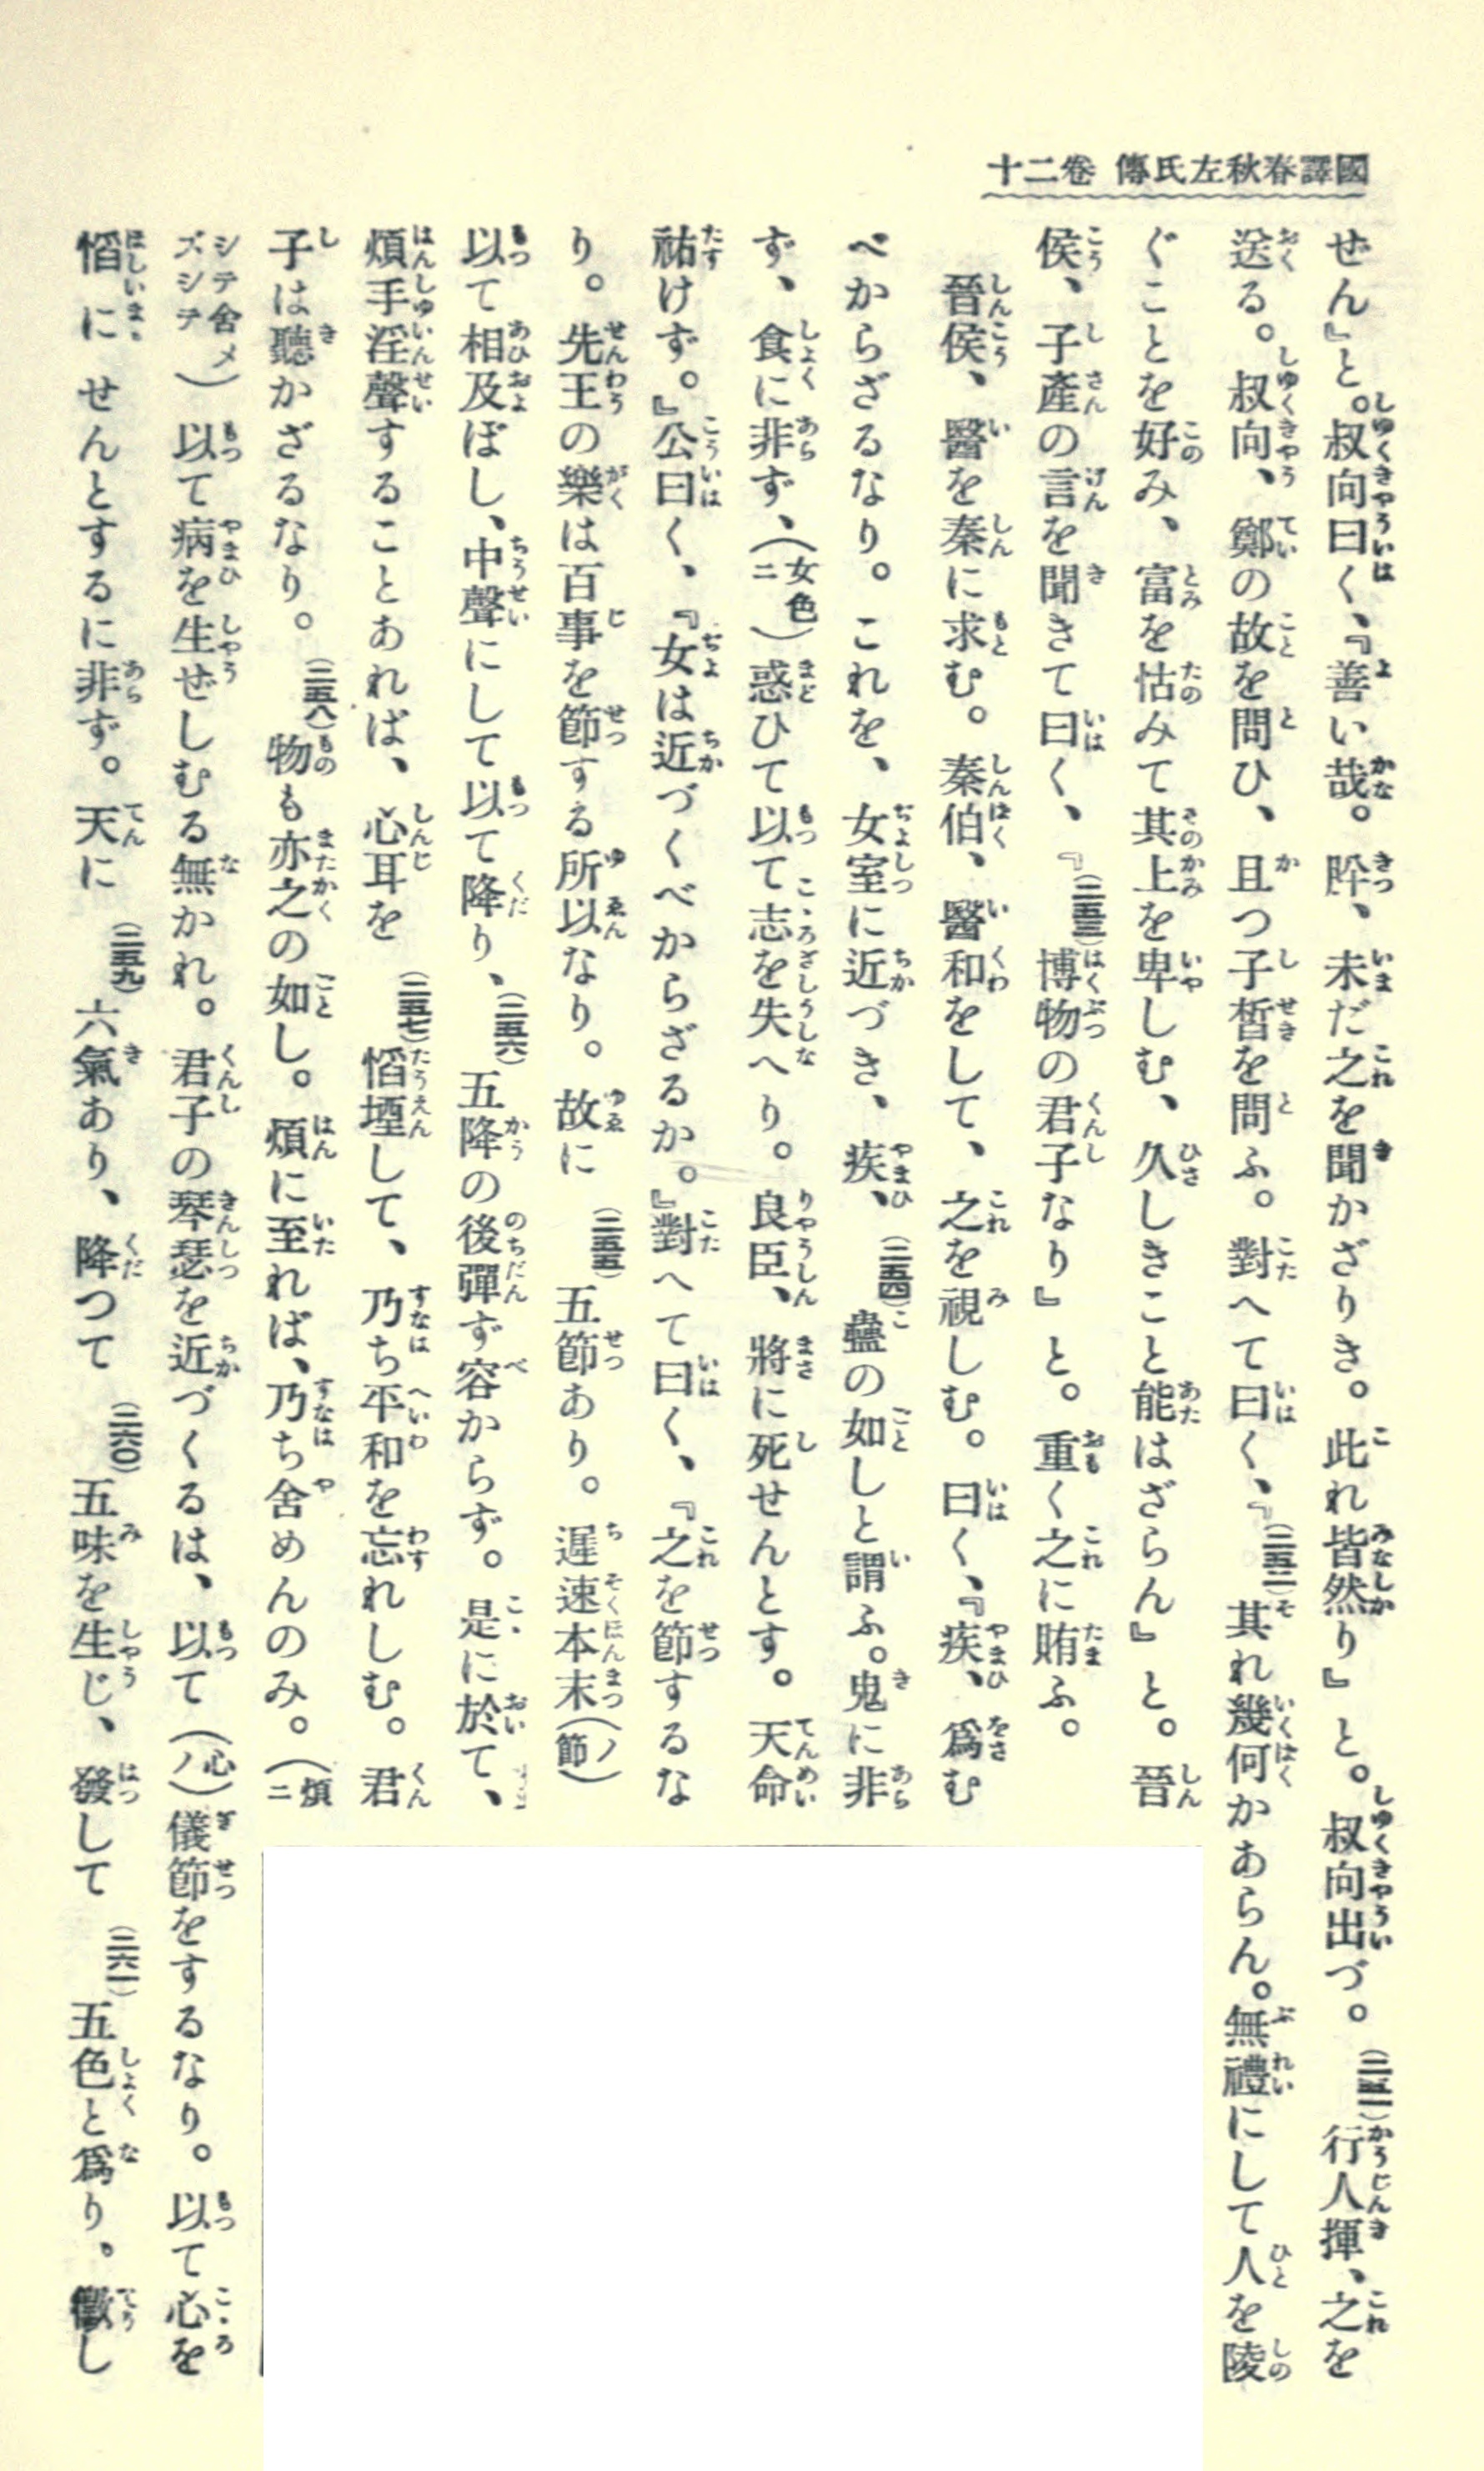 國譯春秋左氏傳 卷二十
ぜん』と。叔向曰く、『善い哉。肸、未だ之を聞かざりき。此れ皆然り』と。叔向出づ。(二五一)行人揮、之を
送る。叔向、鄭の故を問ひ、且つ子晳を問ふ。對へて曰く、『(二五二)其れ幾何かあらん。無禮にして人を陵
ぐことを好み、富を怙みて其上を卑しむ、久しきこと能はざらん』と。晉
侯、子產の言を聞きて曰く、『(二五三)博物の君子なり』と。重く之に賄ふ。
晉侯、醫を秦に求む。秦伯、醫和をして、之を視しむ。曰く、『疾、爲む
べからざるなり。これを、女室に近づき、疾、(二五四)蠱の如しと謂ふ。鬼に非
ず、食に非ず、(女色ニ)惑ひて以て志を失へり。良臣、將に死せんとす。天命
祐けず。』公曰く、『女は近づくべからざるか。』對へて曰く、『之を節するな
り。先王の樂は百事を節する所以なり。故に(二五五)五節あり。遲速本末(ノ節)
以て相及ぼし、中聲にして以て降り、(二五六)五降の後彈ず容からず。是に於て、
煩手淫聲することあれば、心耳を(二五七)慆堙して、乃ち平和を忘れしむ。君
子は聽かざるなり。(二五八)物も亦之の如し。煩に至れば、乃ち舍めんのみ。(煩ニ
シテ舍メズシテ)以て病を生ぜしむる無かれ。君子の琴瑟を近づくるは、以て(心ノ)儀節をするなり。以て心を
慆にせんとするに非ず。天に(二五九)六氣あり、降つて(二六〇)五味を生じ、發して(二六一)五色と爲り。徵し